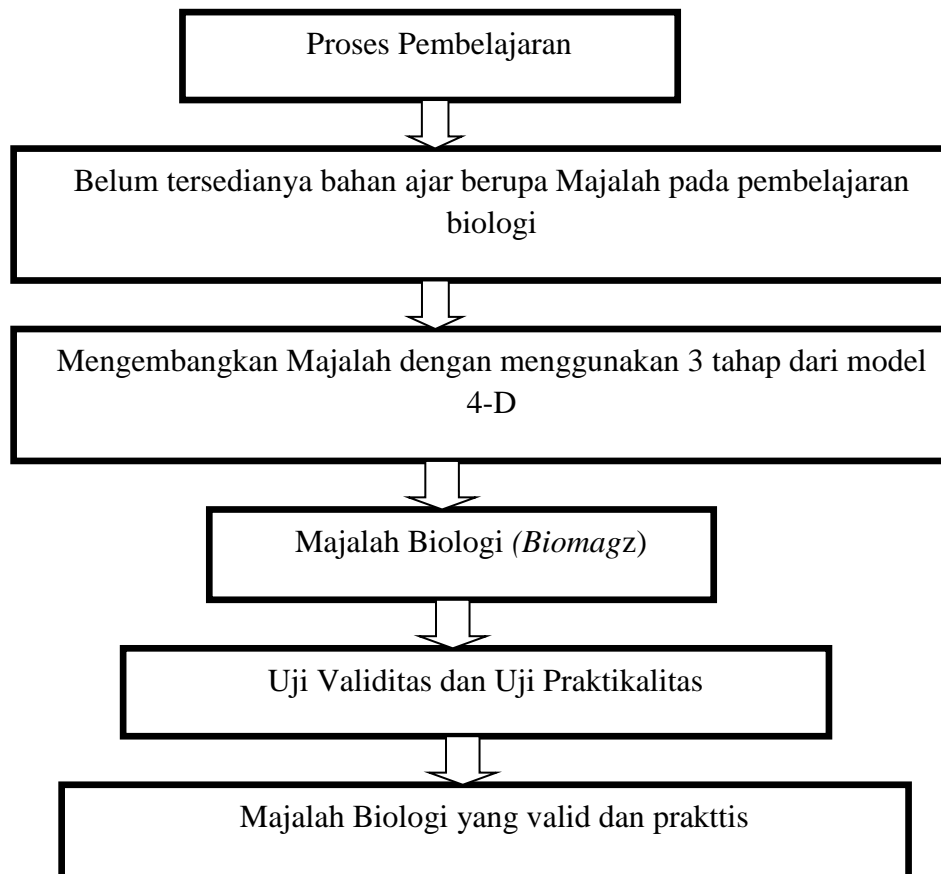 Proses Pembelajaran
Belum tersedianya bahan ajar berupa Majalah pada pembelajaran
biologi
Mengembangkan Majalah dengan menggunakan 3 tahap dari model
4-D
Majalah Biologi (Biomagz)
Uji Validitas dan Uji Praktikalitas
Majalah Biologi yang valid dan prakttis